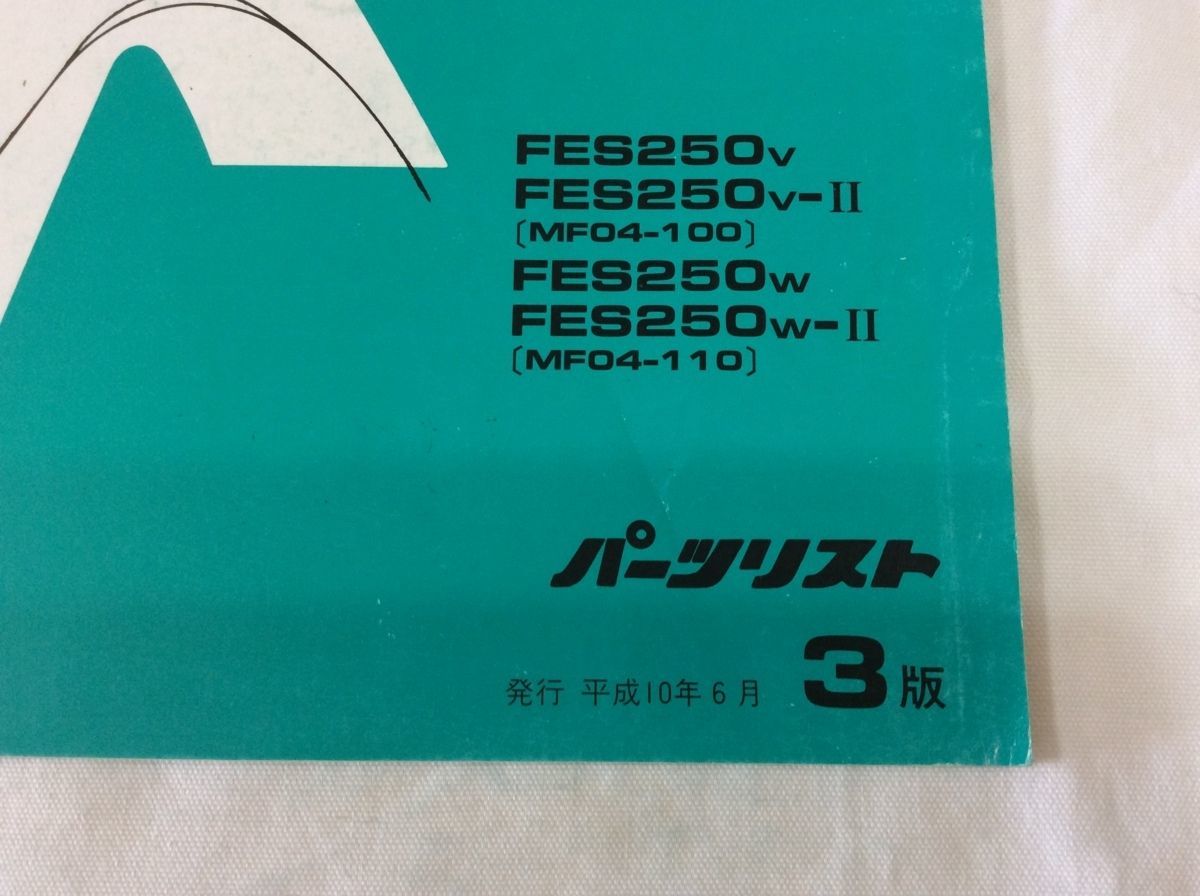 FES250V
FES250V-II
〔MF04-100〕
FES250W
FES250W-II
〔MF04-110〕
パーツリスト
発行 平成10年6月 3版